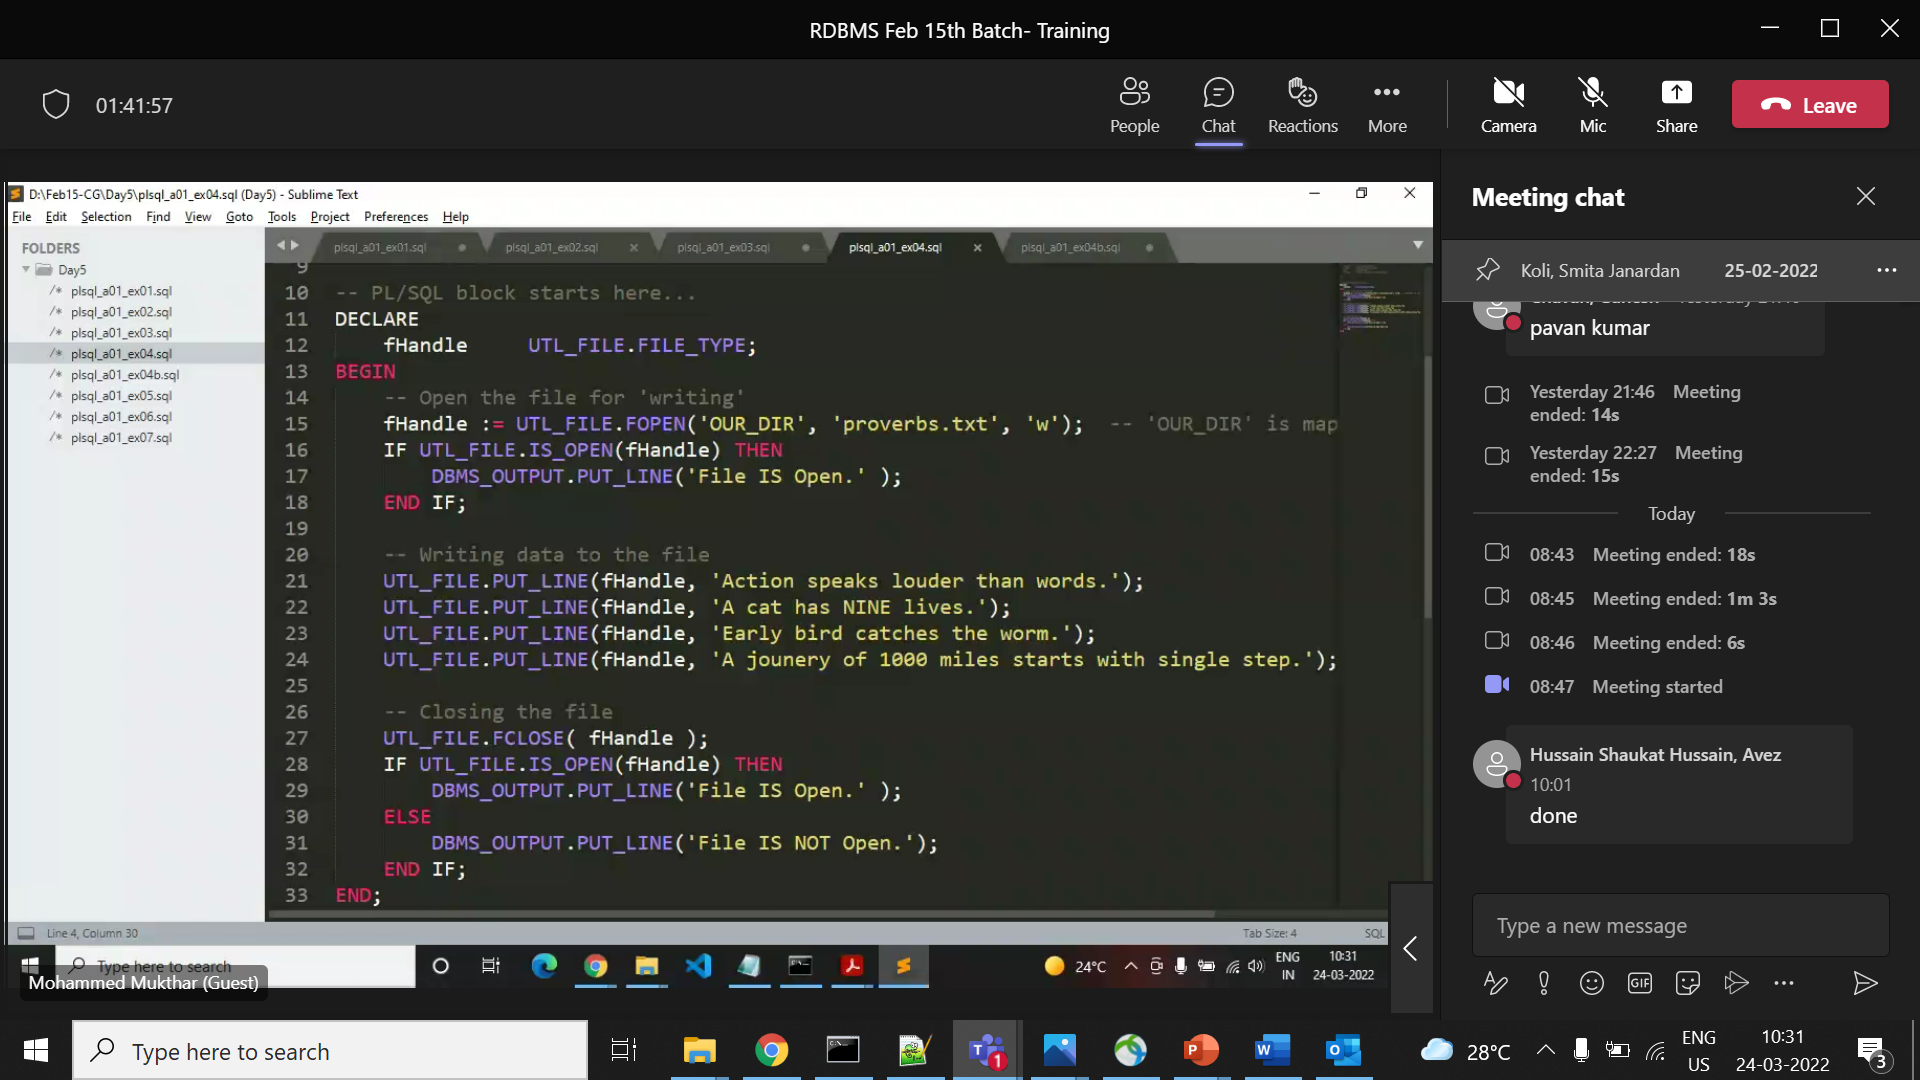 RDBMS Feb 15th Batch- Training
01:41:57
People
Chat
Reactions
More
Camera
Mic
Share
Leave
D:\Feb15-CG\Day5\plsql_a01_ex04.sql (Day5) - Sublime Text
File Edit Selection Find View Goto Tools Project Preferences Help
FOLDERS
Day5
/* plsql_a01_ex01.sql
/* plsql_a01_ex02.sql
/* plsql_a01_ex03.sql
/* plsql_a01_ex04.sql
/* plsql_a01_ex04b.sql
/* plsql_a01_ex05.sql
/* plsql_a01_ex06.sql
/* plsql_a01_ex07.sql
plsql_a01_ex01.sql plsql_a01_ex02.sql plsql_a01_ex03.sql plsql_a01_ex04.sql plsql_a01_ex04b.sql
9
10 -- PL/SQL block starts here...
11 DECLARE
12 fHandle UTL_FILE.FILE_TYPE;
13 BEGIN
14 -- Open the file for 'writing'
15 fHandle := UTL_FILE.FOPEN('OUR_DIR', 'proverbs.txt', 'w'); -- 'OUR_DIR' is map
16 IF UTL_FILE.IS_OPEN(fHandle) THEN
17 DBMS_OUTPUT.PUT_LINE('File IS Open.' );
18 END IF;
19
20 -- Writing data to the file
21 UTL_FILE.PUT_LINE(fHandle, 'Action speaks louder than words.');
22 UTL_FILE.PUT_LINE(fHandle, 'A cat has NINE lives.');
23 UTL_FILE.PUT_LINE(fHandle, 'Early bird catches the worm.');
24 UTL_FILE.PUT_LINE(fHandle, 'A jounery of 1000 miles starts with single step.');
25
26 -- Closing the file
27 UTL_FILE.FCLOSE( fHandle );
28 IF UTL_FILE.IS_OPEN(fHandle) THEN
29 DBMS_OUTPUT.PUT_LINE('File IS Open.' );
30 ELSE
31 DBMS_OUTPUT.PUT_LINE('File IS NOT Open.');
32 END IF;
33 END;
Line 4, Column 30
Tab Size: 4
SQL
Type here to search
Mohammed Mukthar (Guest)
24°C
ENG
IN
10:31
24-03-2022
Meeting chat
Koli, Smita Janardan 25-02-2022
pavan kumar
Yesterday 21:46 Meeting
ended: 14s
Yesterday 22:27 Meeting
ended: 15s
Today
08:43 Meeting ended: 18s
08:45 Meeting ended: 1m 3s
08:46 Meeting ended: 6s
08:47 Meeting started
Hussain Shaukat Hussain, Avez
10:01
done
Type a new message
GIF
Type here to search
1
28°C
ENG
US
10:31
24-03-2022
3